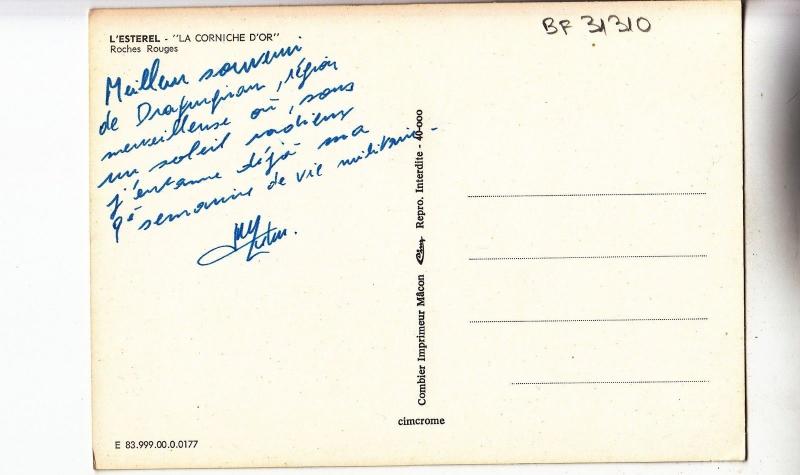 BF 31310
L'ESTEREL - "LA CORNICHE D'OR"
Roches Rouges
Meilleur souvenir
de Draguignan, région
merveilleuse où, sous
un soleil radieux
j'entame déjà ma
9è semaine de vie militaire.
Combier Imprimeur Mâcon Cim Repro. Interdite - 40-000
cimcrome
E 83.999.00.0.0177